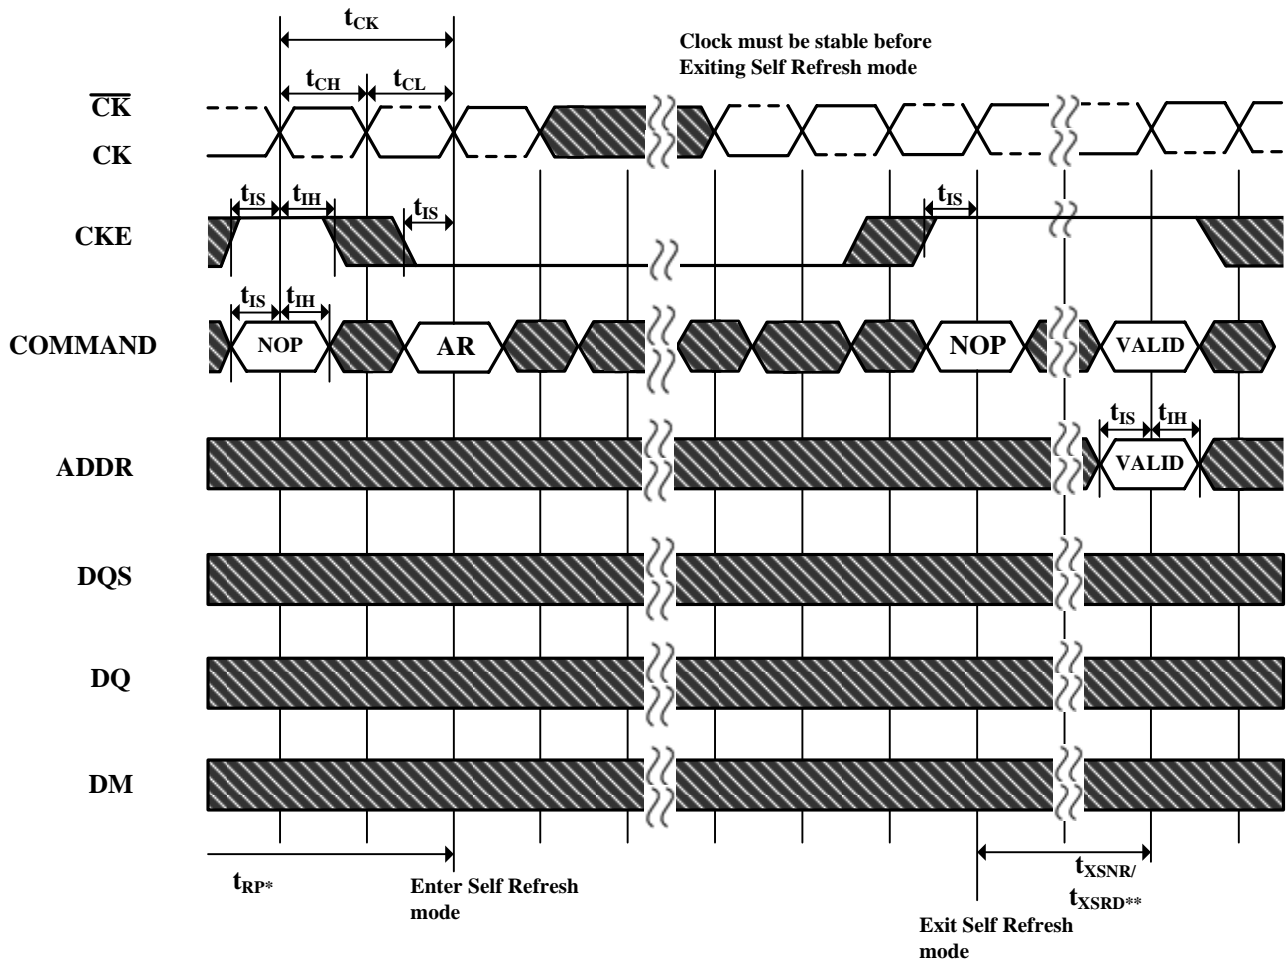 tCK
Clock must be stable before
Exiting Self Refresh mode
tCH
tCL
CK
CK
tIS
tIH
tIS
tIS
CKE
tIS
tIH
COMMAND
NOP
AR
NOP
VALID
tIS
tIH
ADDR
VALID
DQS
DQ
DM
tRP*
Enter Self Refresh
mode
tXSNR/
tXSRD**
Exit Self Refresh
mode